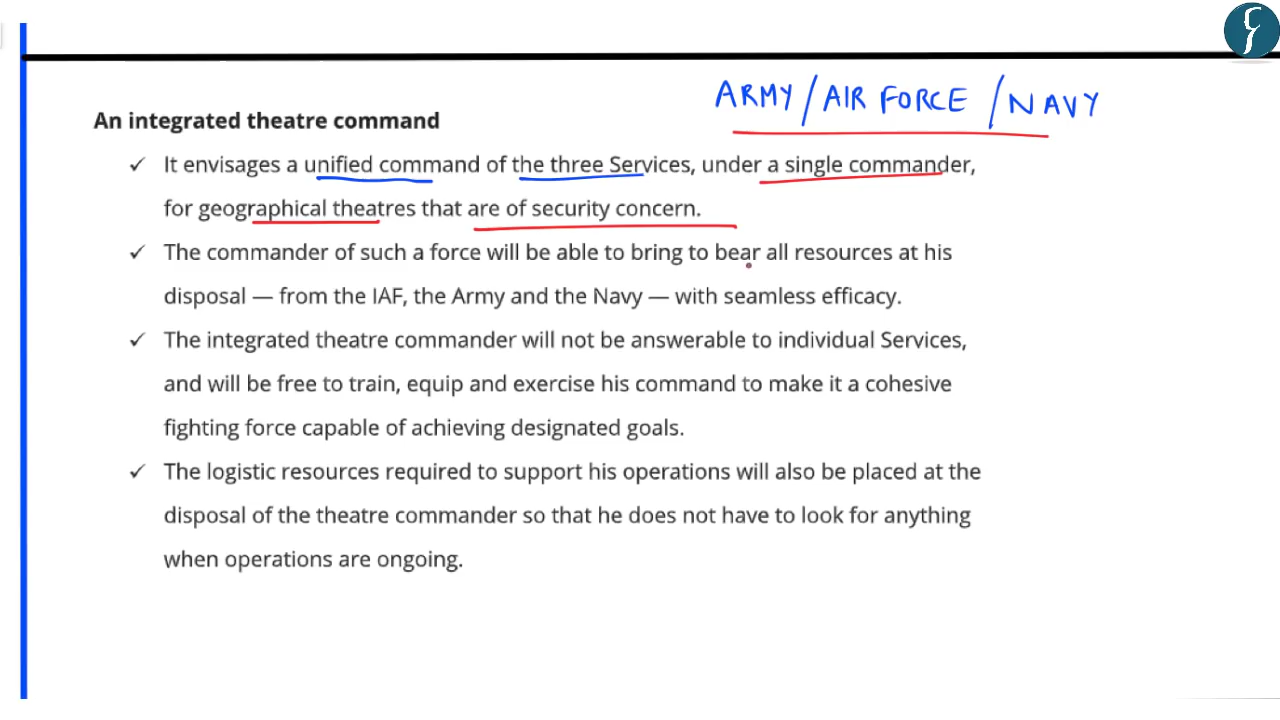 ARMY / AIR FORCE / NAVY
An integrated theatre command
✓ It envisages a unified command of the three Services, under a single commander,
for geographical theatres that are of security concern.
✓ The commander of such a force will be able to bring to bear all resources at his
disposal — from the IAF, the Army and the Navy — with seamless efficacy.
✓ The integrated theatre commander will not be answerable to individual Services,
and will be free to train, equip and exercise his command to make it a cohesive
fighting force capable of achieving designated goals.
✓ The logistic resources required to support his operations will also be placed at the
disposal of the theatre commander so that he does not have to look for anything
when operations are ongoing.